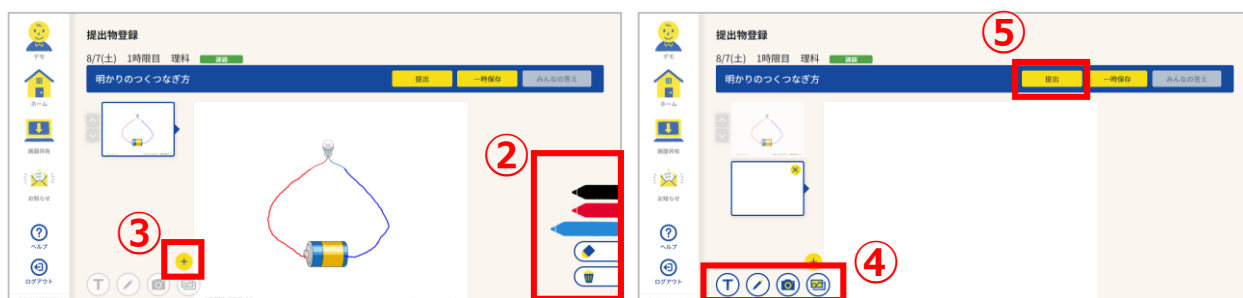 提出物登録
8/7(土) 1時限目 理科 課題
明かりのつくつなぎ方
提出 一時保存 みんなの答え
デモ
ホーム
画面共有
お知らせ
ヘルプ
ログアウト
②
③
T
提出物登録
8/7(土) 1時限目 理科 課題
明かりのつくつなぎ方
提出 一時保存 みんなの答え
デモ
ホーム
画面共有
お知らせ
ヘルプ
ログアウト
⑤
④
T